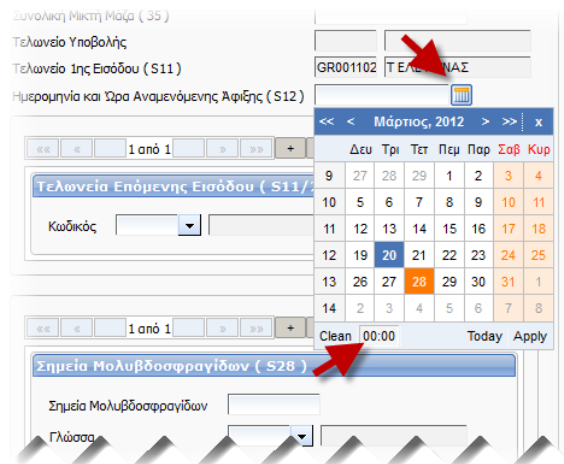 Συνολική Μικτή Μάζα ( 35 )
Τελωνείο Υποβολής
Τελωνείο 1ης Εισόδου ( S11 ) GR001102
Ημερομηνία και Ώρα Αναμενόμενης Άφιξης ( S12 )
<< < Μάρτιος, 2012 > >> x
Δευ Τρι Τετ Πεμ Παρ Σαβ Κυρ
9 27 28 29 1 2 3 4
10 5 6 7 8 9 10 11
11 12 13 14 15 16 17 18
12 19 20 21 22 23 24 25
13 26 27 28 29 30 31 1
14 2 3 4 5 6 7 8
Clean 00:00 Today Apply
«« « 1 από 1 » »» +
Τελωνεία Επόμενης Εισόδου ( S11/
Κωδικός
«« « 1 από 1 » »» +
Σημεία Μολυβδοσφραγίδων ( S28 )
Σημεία Μολυβδοσφραγίδων
Γλώσσα